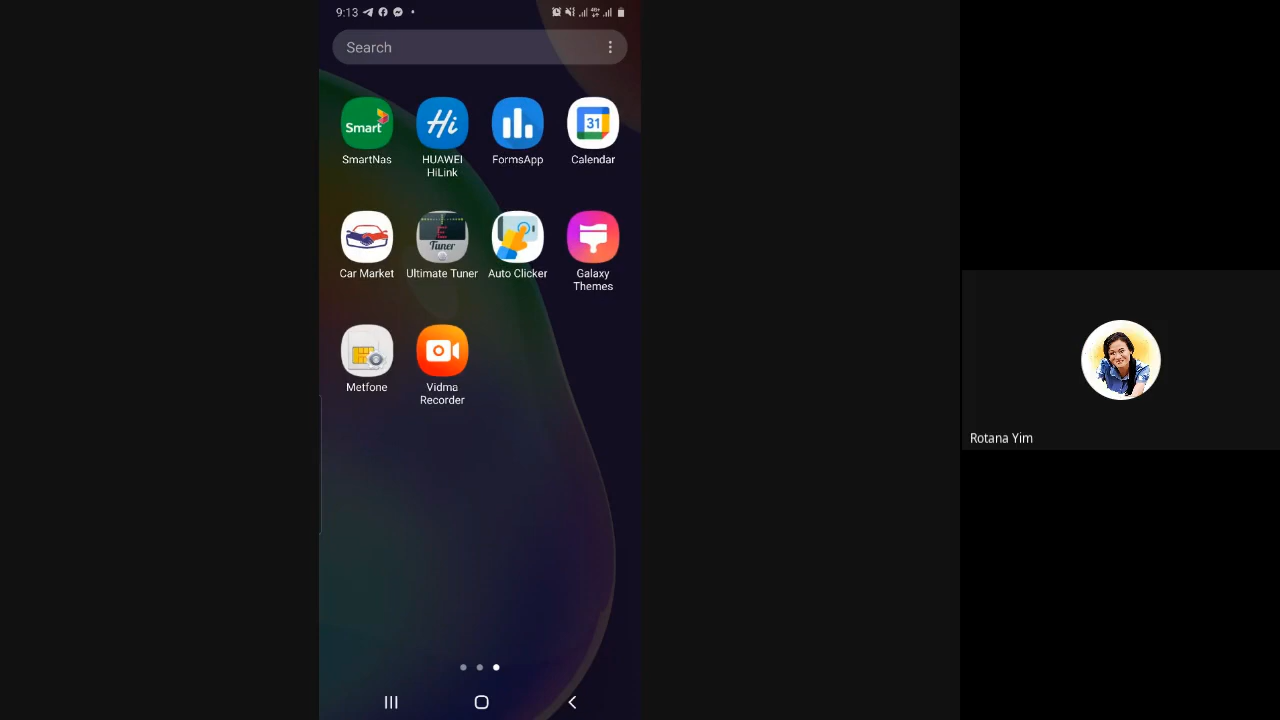 9:13
Search
Smart
Hi
31
SmartNas
HUAWEI
HiLink
FormsApp
Calendar
E
Tuner
Car Market
Ultimate Tuner
Auto Clicker
Galaxy
Themes
Metfone
Vidma
Recorder
Rotana Yim